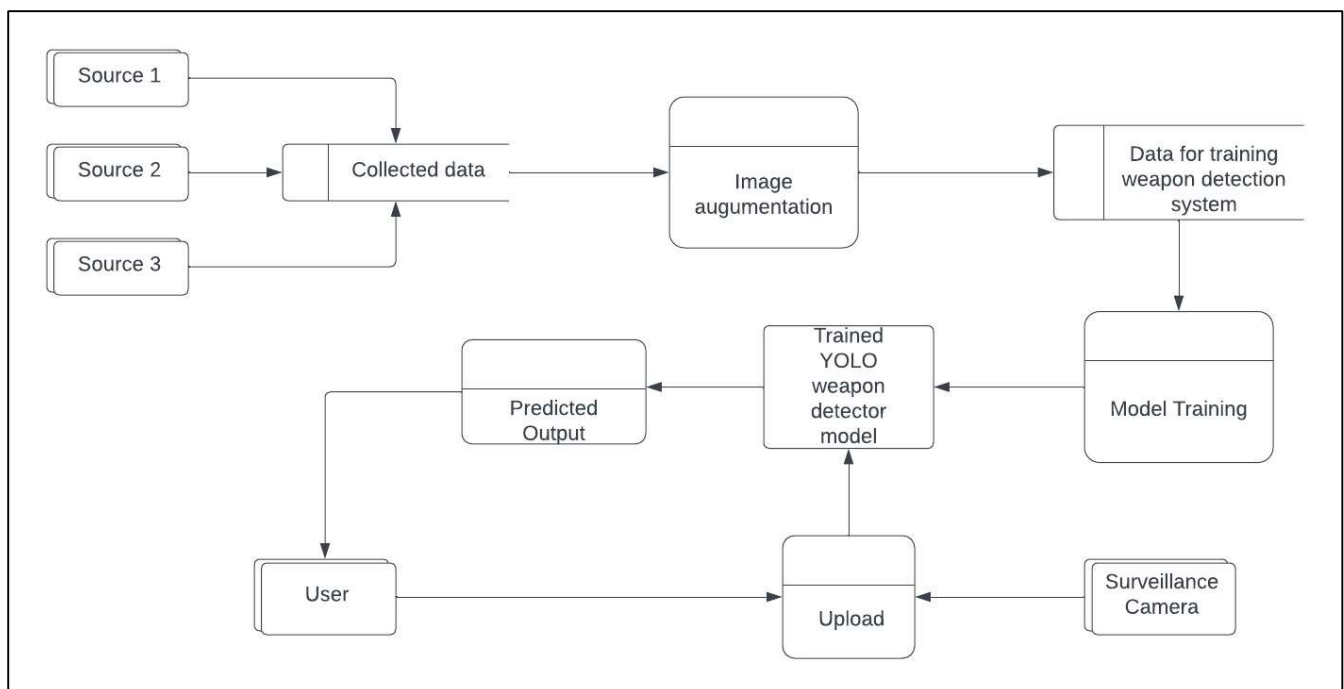 Source 1
Source 2
Source 3
Collected data
Image
augumentation
Data for training
weapon detection
system
Model Training
Trained
YOLO
weapon
detector
model
Predicted
Output
User
Upload
Surveillance
Camera